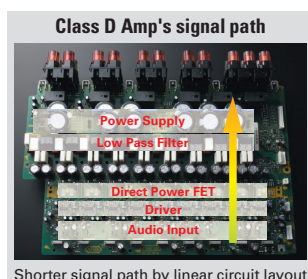 Class D Amp's signal path
Power Supply
Low Pass Filter
Direct Power FET
Driver
Audio Input
Shorter signal path by linear circuit layout